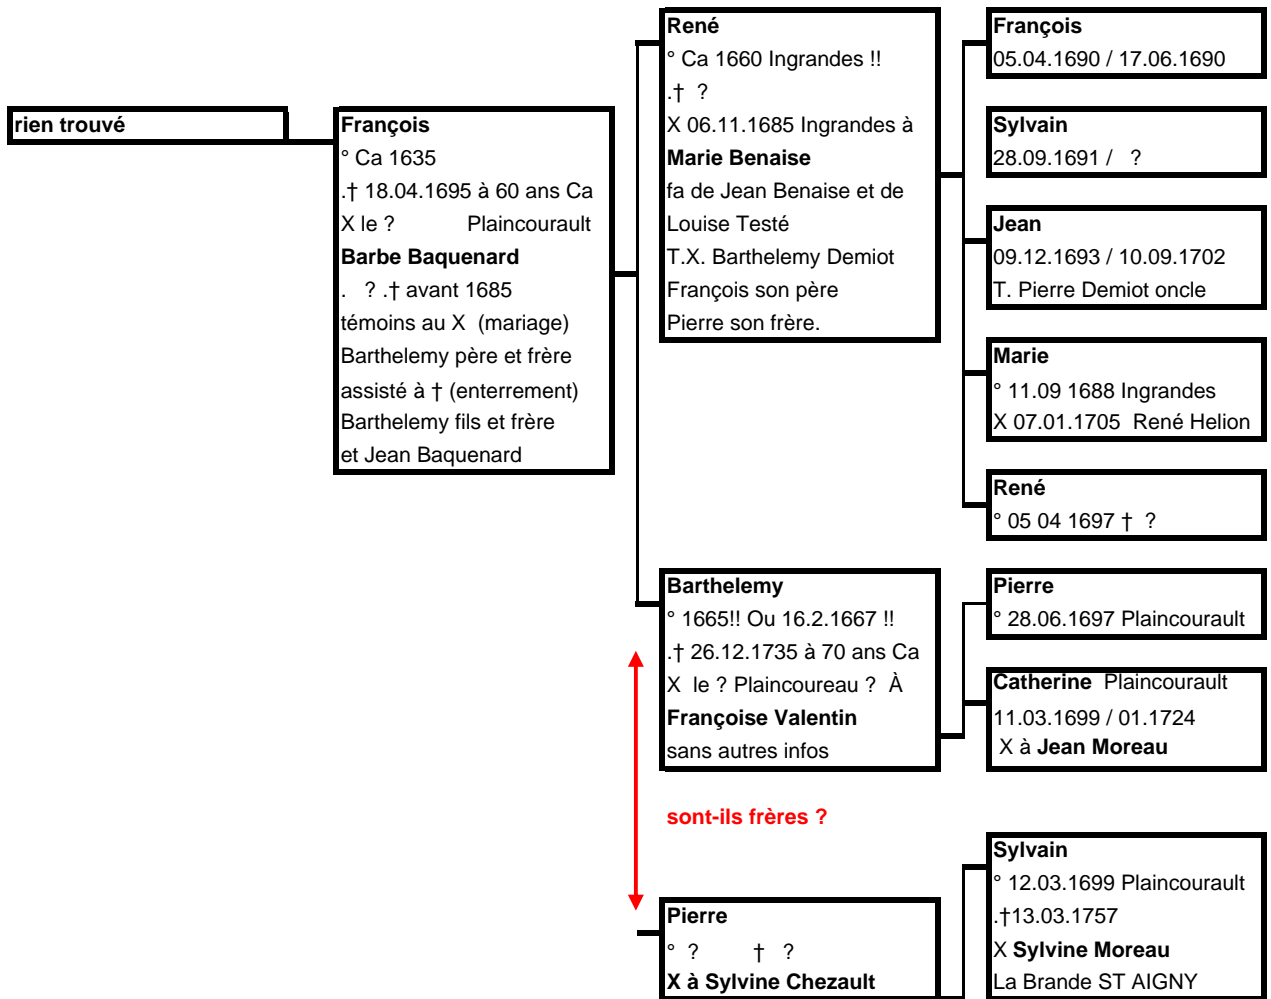 rien trouvé
François
° Ca 1635
.† 18.04.1695 à 60 ans Ca
X le ? Plaincourault
Barbe Baquenard
. ? .† avant 1685
témoins au X (mariage)
Barthelemy père et frère
assisté à † (enterrement)
Barthelemy fils et frère
et Jean Baquenard
René
° Ca 1660 Ingrandes !!
.† ?
X 06.11.1685 Ingrandes à
Marie Benaise
fa de Jean Benaise et de
Louise Testé
T.X. Barthelemy Demiot
François son père
Pierre son frère.
François
05.04.1690 / 17.06.1690
Sylvain
28.09.1691 / ?
Jean
09.12.1693 / 10.09.1702
T. Pierre Demiot oncle
Marie
° 11.09 1688 Ingrandes
X 07.01.1705 René Helion
René
° 05 04 1697 † ?
Barthelemy
° 1665!! Ou 16.2.1667 !!
.† 26.12.1735 à 70 ans Ca
X le ? Plaincoureau ? À
Françoise Valentin
sans autres infos
Pierre
° 28.06.1697 Plaincourault
Catherine Plaincourault
11.03.1699 / 01.1724
X à Jean Moreau
sont-ils frères ?
Pierre
° ? † ?
X à Sylvine Chezault
Sylvain
° 12.03.1699 Plaincourault
.†13.03.1757
X Sylvine Moreau
La Brande ST AIGNY